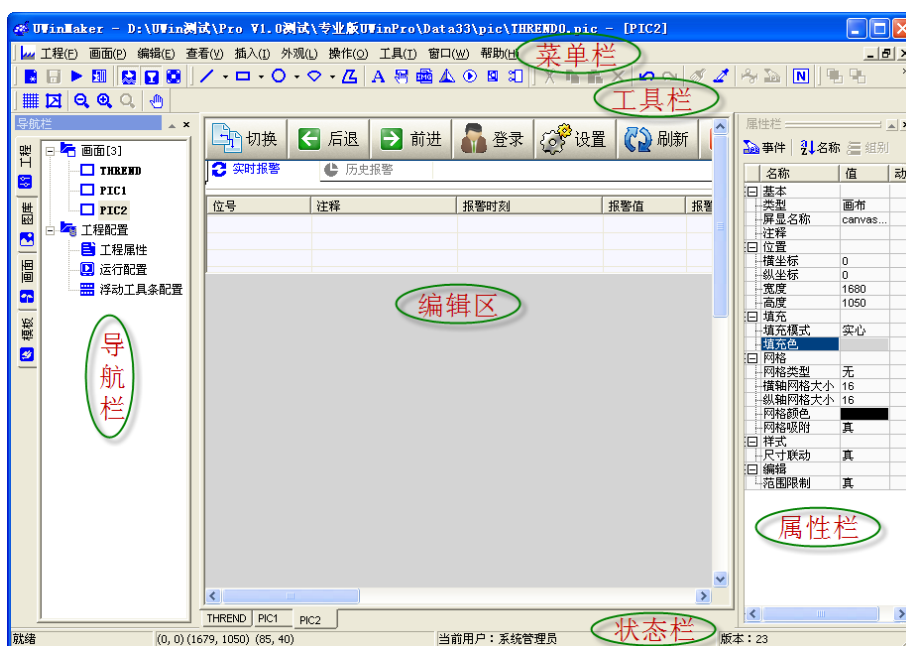 UWinMaker - D:\UWin测试\Pro V1.0测试\专业版UWinPro\Data33\pic\THREND0.pic - [PIC2]
工程(F) 画面(P) 编辑(E) 查看(V) 插入(I) 外观(L) 操作(O) 工具(T) 窗口(W) 帮助(H)
菜单栏
A
N
工具栏
导航栏
属性栏
工程
图库
画面
模板
画面[3]
THREND
PIC1
PIC2
工程配置
工程属性
运行配置
浮动工具条配置
导
航
栏
切换 后退 前进 登录 设置 刷新
实时报警 历史报警
位号 注释 报警时刻 报警值 报警
编辑区
THREND PIC1 PIC2
事件 名称 组别
名称 值 动
基本
类型 画布
屏显名称 canvas...
注释
位置
横坐标 0
纵坐标 0
宽度 1680
高度 1050
填充
填充模式 实心
填充色
网格
网格类型 无
横轴网格大小 16
纵轴网格大小 16
网格颜色
网格吸附 真
样式
尺寸联动 真
编辑
范围限制 真
属性栏
状态栏
就绪 (0, 0) (1679, 1050) (85, 40) 当前用户：系统管理员 版本：23